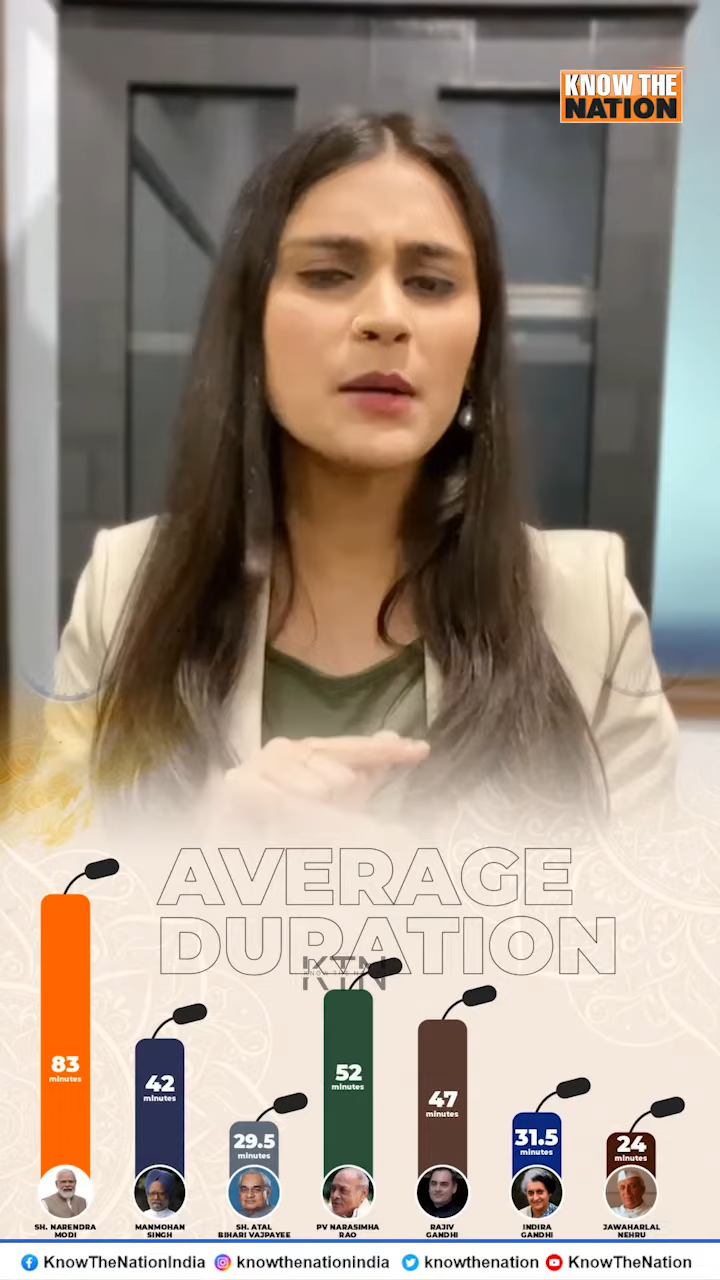 KNOW THE
NATION
AVERAGE
DURATION
KTN
83
minutes
42
minutes
29.5
minutes
52
minutes
47
minutes
31.5
minutes
24
minutes
SH. NARENDRA
MODI
MANMOHAN
SINGH
SH. ATAL
BIHARI VAJPAYEE
PV NARASIMHA
RAO
RAJIV
GANDHI
INDIRA
GANDHI
JAWAHARLAL
NEHRU
KnowTheNationIndia
knowthenationindia
knowthenation
KnowTheNation